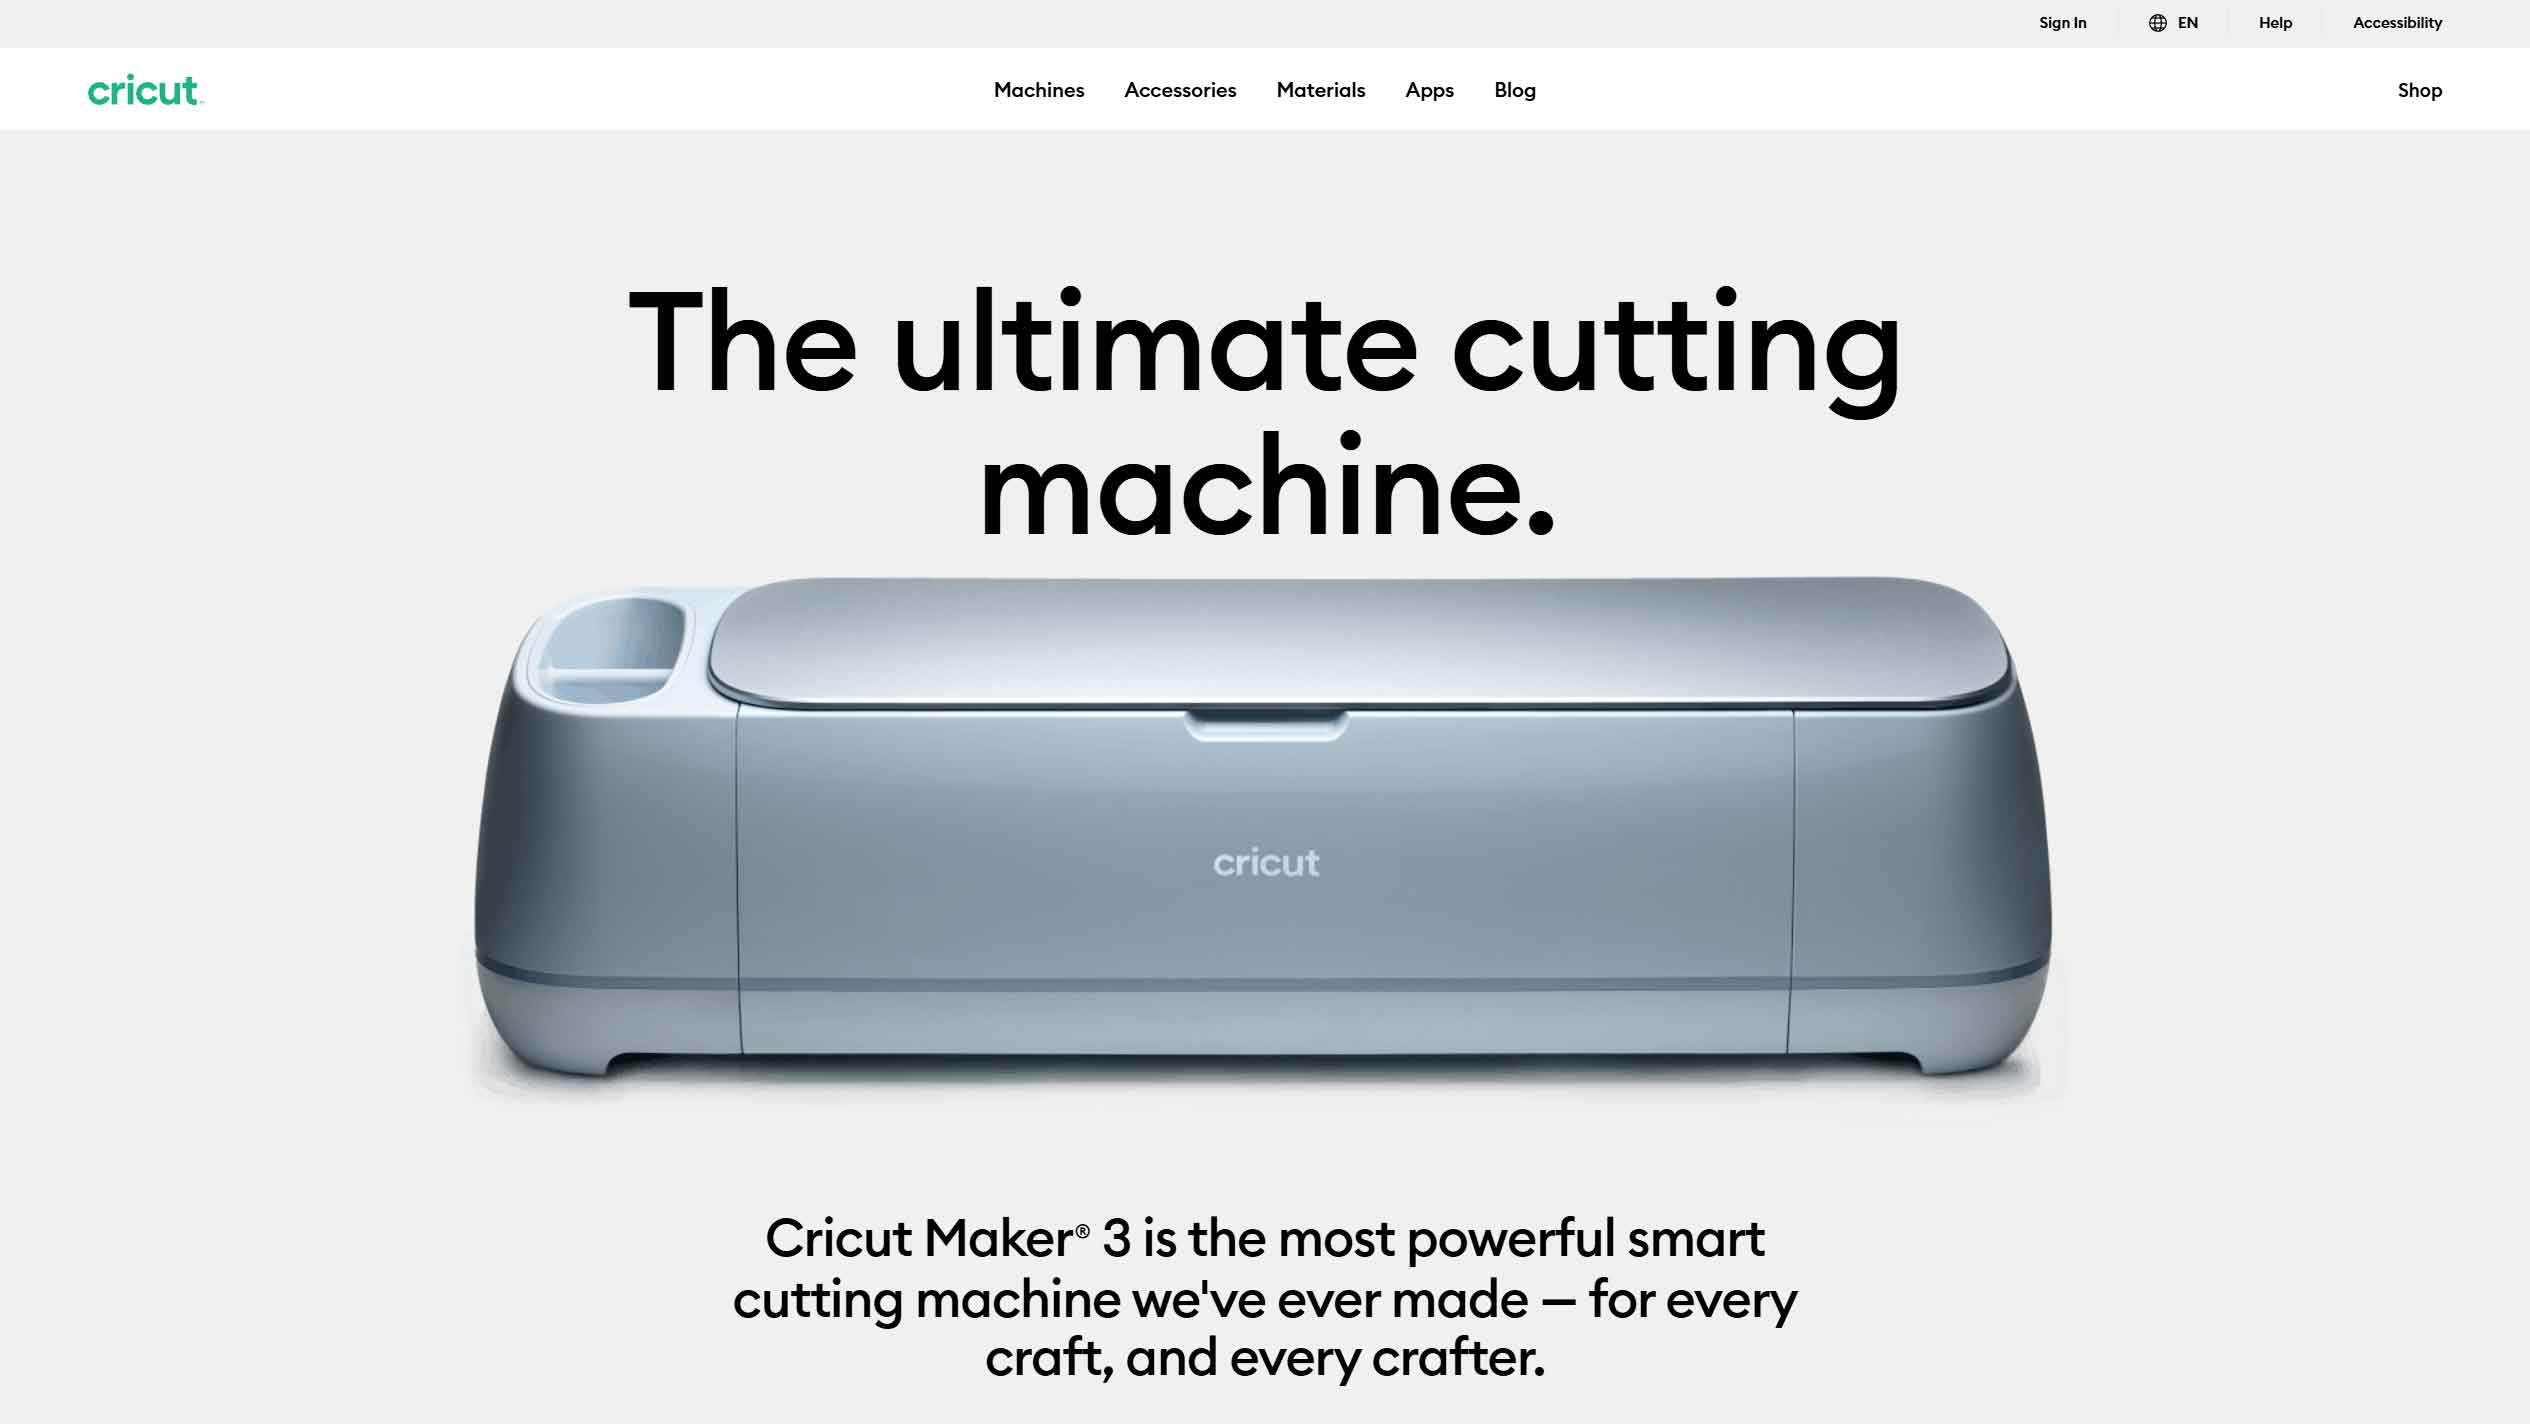 Sign In
EN
Help
Accessibility
cricut™
Machines
Accessories
Materials
Apps
Blog
Shop
The ultimate cutting
machine.
cricut
Cricut Maker® 3 is the most powerful smart
cutting machine we've ever made — for every
craft, and every crafter.